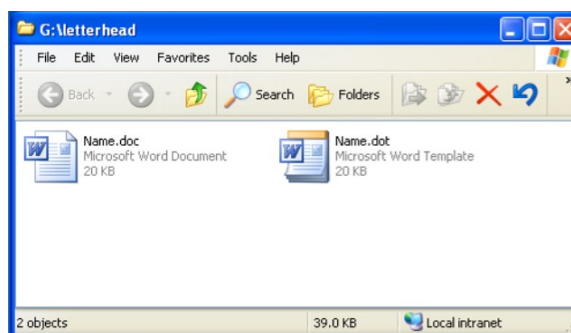 G:\letterhead
File Edit View Favorites Tools Help
Back Search Folders »
Name.doc
Microsoft Word Document
20 KB
Name.dot
Microsoft Word Template
20 KB
2 objects 39.0 KB Local intranet